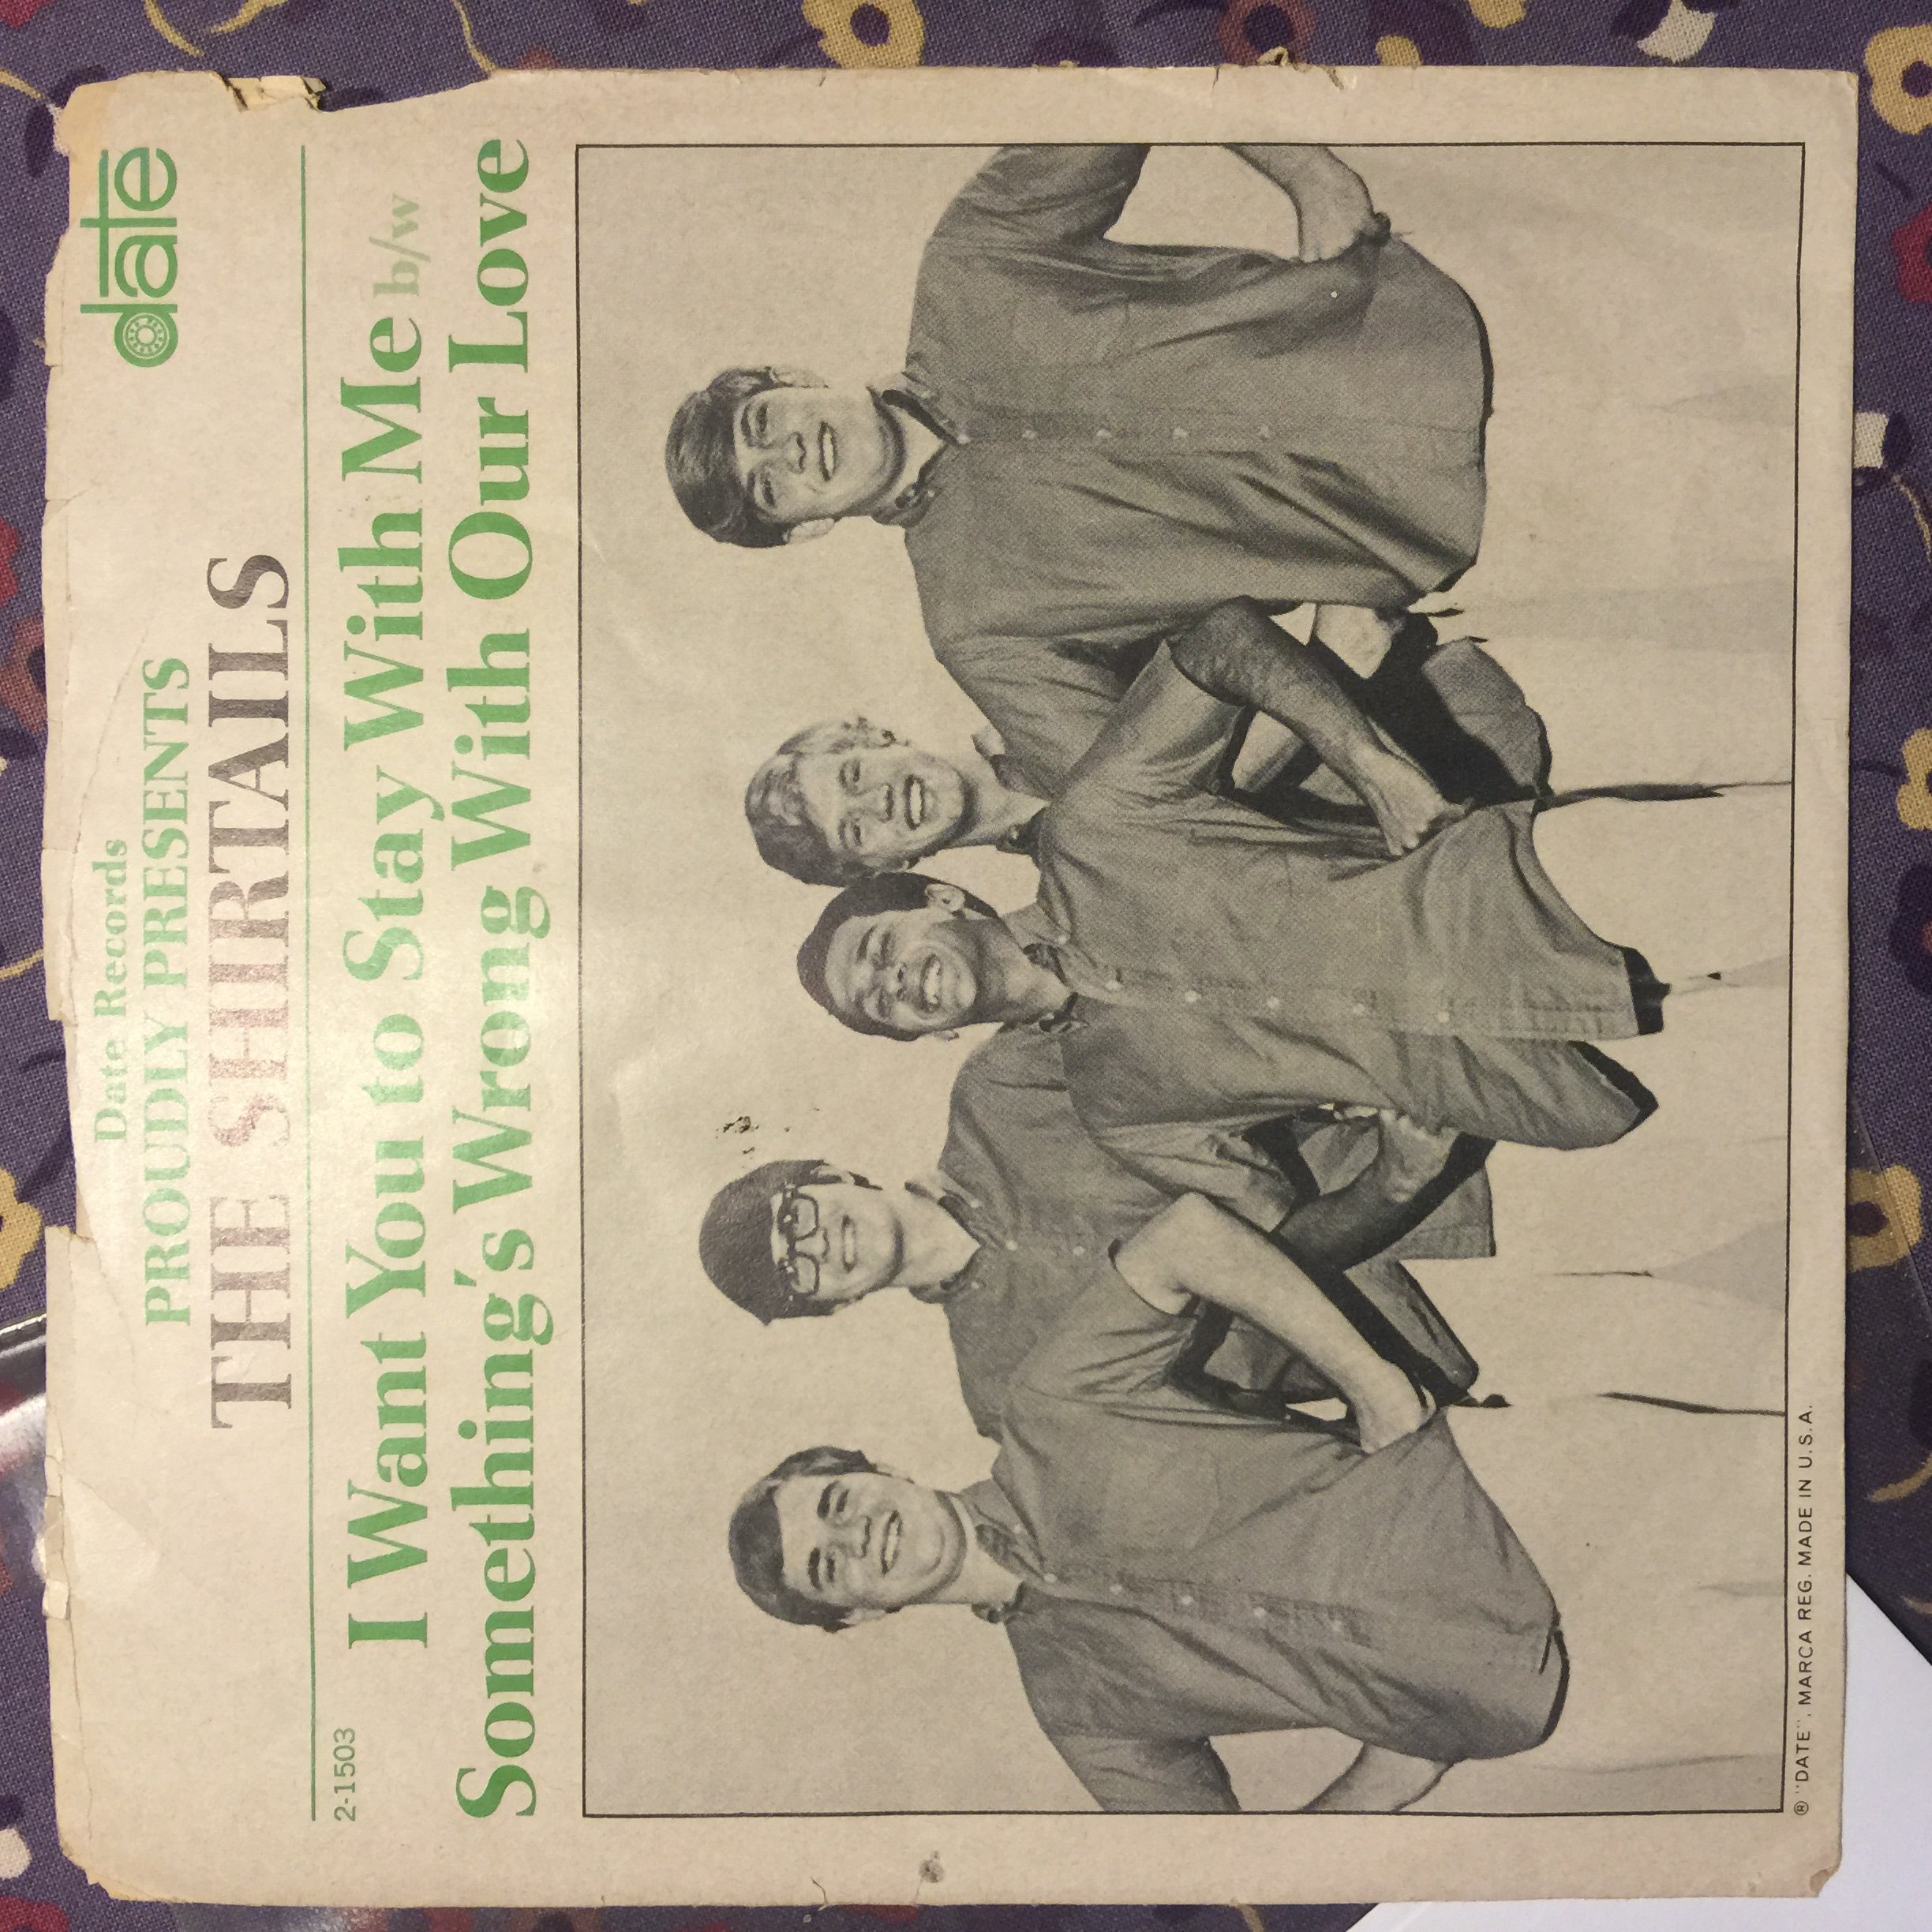 date
Date Records
PROUDLY PRESENTS
THE SHIRTAILS
2-1503
I Want You to Stay With Me b/w
Something's Wrong With Our Love
® "DATE", MARCA REG. MADE IN U.S.A.